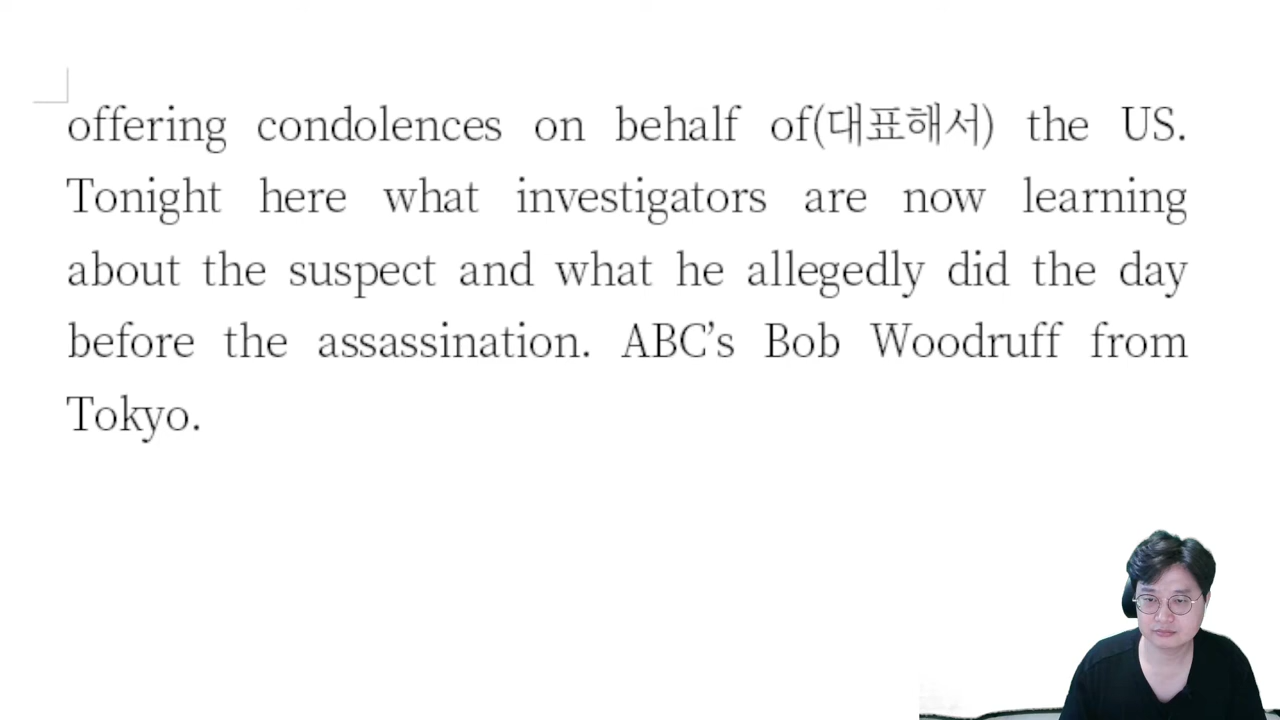 offering condolences on behalf of(대표해서) the US.
Tonight here what investigators are now learning
about the suspect and what he allegedly did the day
before the assassination. ABC’s Bob Woodruff from
Tokyo.